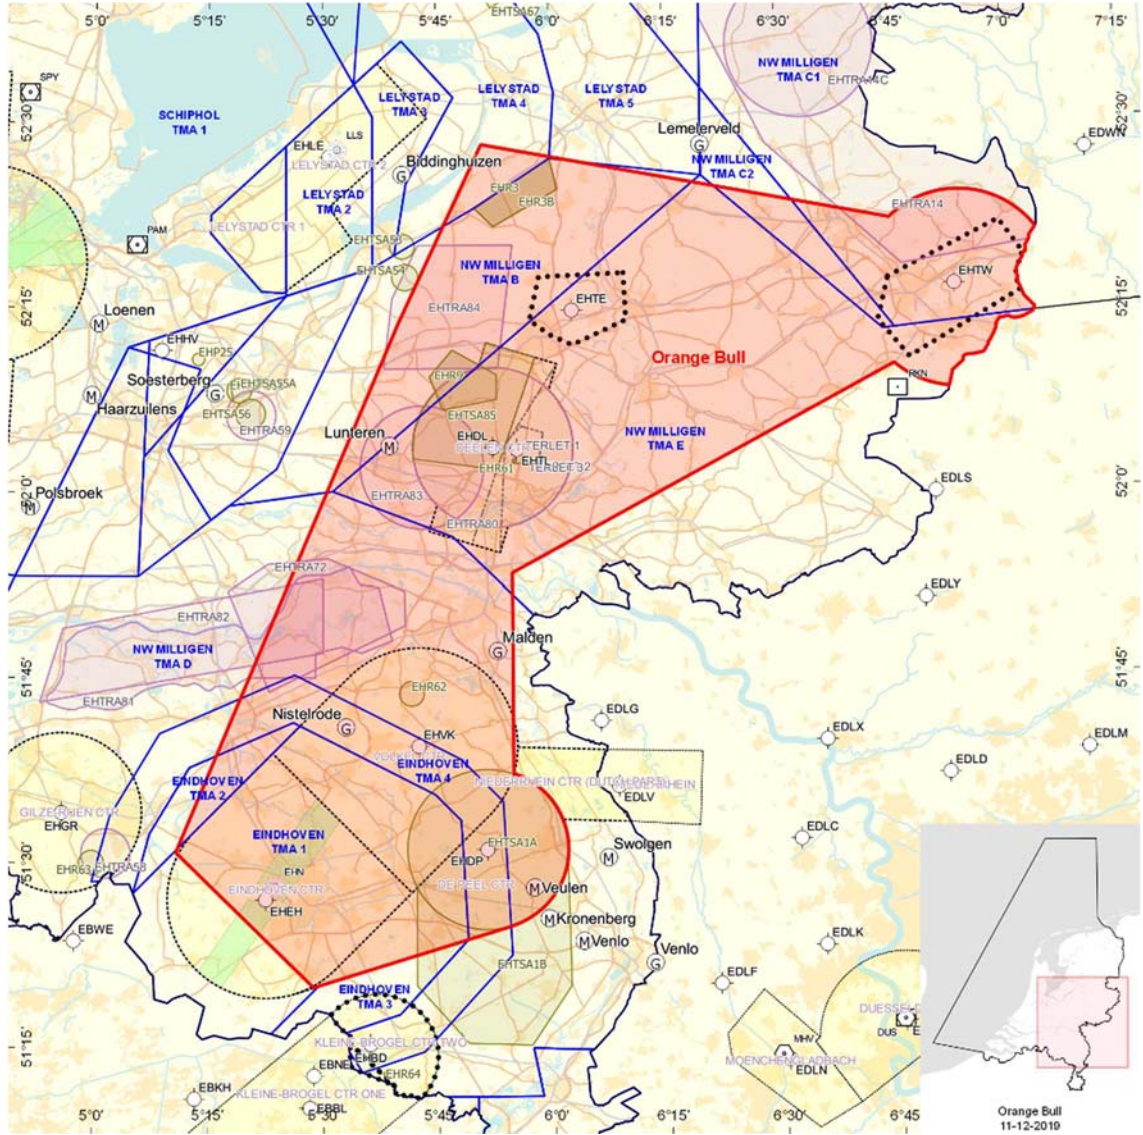 5°15'
5°30'
5°45'
EHTSA67
6°0'
6°15'
6°30'
6°45'
7°0'
7°15'
SPY
52°30'
SCHIPHOL
TMA 1
LELYSTAD
TMA 3
LELYSTAD
TMA 4
LELYSTAD
TMA 5
NW MILLIGEN
TMA C1
EHTRA14C
52°30'
EHLE
LLS
LELYSTAD CTR 2
Biddinghuizen
G
Lemelerveld
G
NW MILLIGEN
TMA C2
EDWN
LELYSTAD
TMA 2
LELYSTAD CTR 1
EHR3
EHR3B
EHTRA14
PAM
EHTSA53
EHTSA54
NW MILLIGEN
TMA B
EHTRA84
EHTE
EHTW
52°15'
52°15'
Loenen
M
EHHV
EHP25
Orange Bull
RKN
Soesterberg
G
EHTSA55A
Haarzuilens
M
EHTSA56
EHTRA59
EHTSA85
Lunteren
M
EHDL
DEELEN CTR
TERLET 1
EHTL
EHR61
NW MILLIGEN
TMA E
EHTRA83
EDLS
Polsbroek
M
52°0'
52°0'
EHTRA80
EHTRA72
EHTRA82
EDLY
NW MILLIGEN
TMA D
Malden
G
51°45'
51°45'
EHTRA81
EHR62
Nistelrode
G
EHVK
EDLG
EDLX
EDLM
EINDHOVEN
TMA 2
EINDHOVEN
TMA 4
NIEDERRHEIN CTR (DUTCH PART)
EDLV
EDLD
GILZE-RIJEN CTR
EHGR
EINDHOVEN
TMA 1
EHTSA1A
EDLC
51°30'
51°30'
EHR63
EHTRA58
EHN
EHDP
Swolgen
M
EINDHOVEN CTR
DE PEEL CTR
Veulen
M
EHEH
Kronenberg
M
EBWE
Venlo
M
Venlo
G
EDLK
EHTSA1B
EDLF
EINDHOVEN
TMA 3
51°15'
51°15'
KLEINE-BROGEL CTR TWO
EHBD
EHR64
MHV
MOENCHENGLADBACH
EDLN
DUS
EBKH
KLEINE-BROGEL CTR ONE
EBBL
5°0'
5°15'
5°45'
6°0'
6°15'
6°30'
6°45'
Orange Bull
11-12-2019